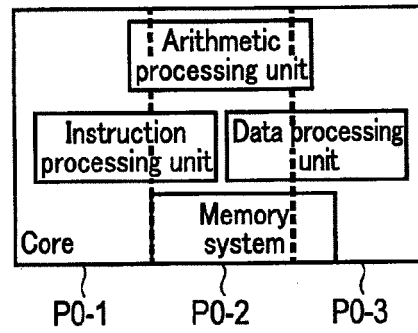 Arithmetic
processing unit
Instruction
processing unit
Data processing
unit
Memory
system
Core
P0-1
P0-2
P0-3